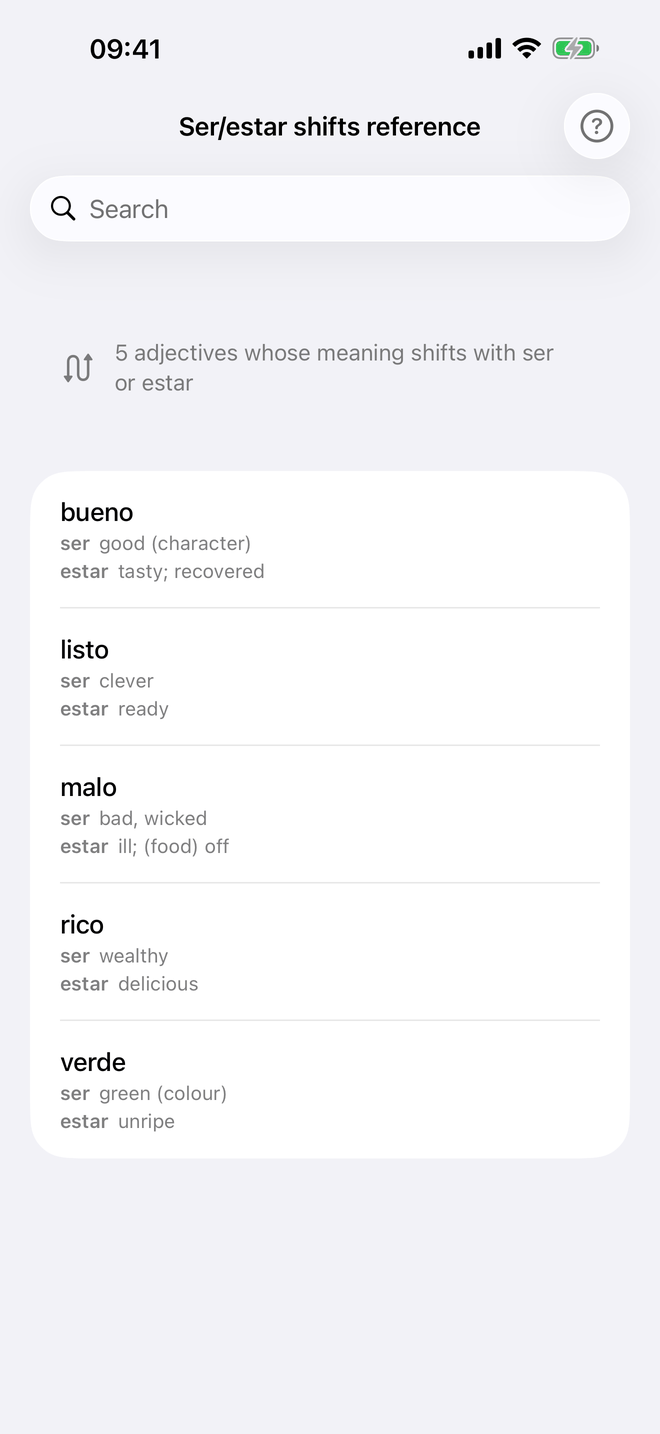 09:41
Ser/estar shifts reference
Search
5 adjectives whose meaning shifts with ser
or estar
bueno
ser good (character)
estar tasty; recovered
listo
ser clever
estar ready
malo
ser bad, wicked
estar ill; (food) off
rico
ser wealthy
estar delicious
verde
ser green (colour)
estar unripe